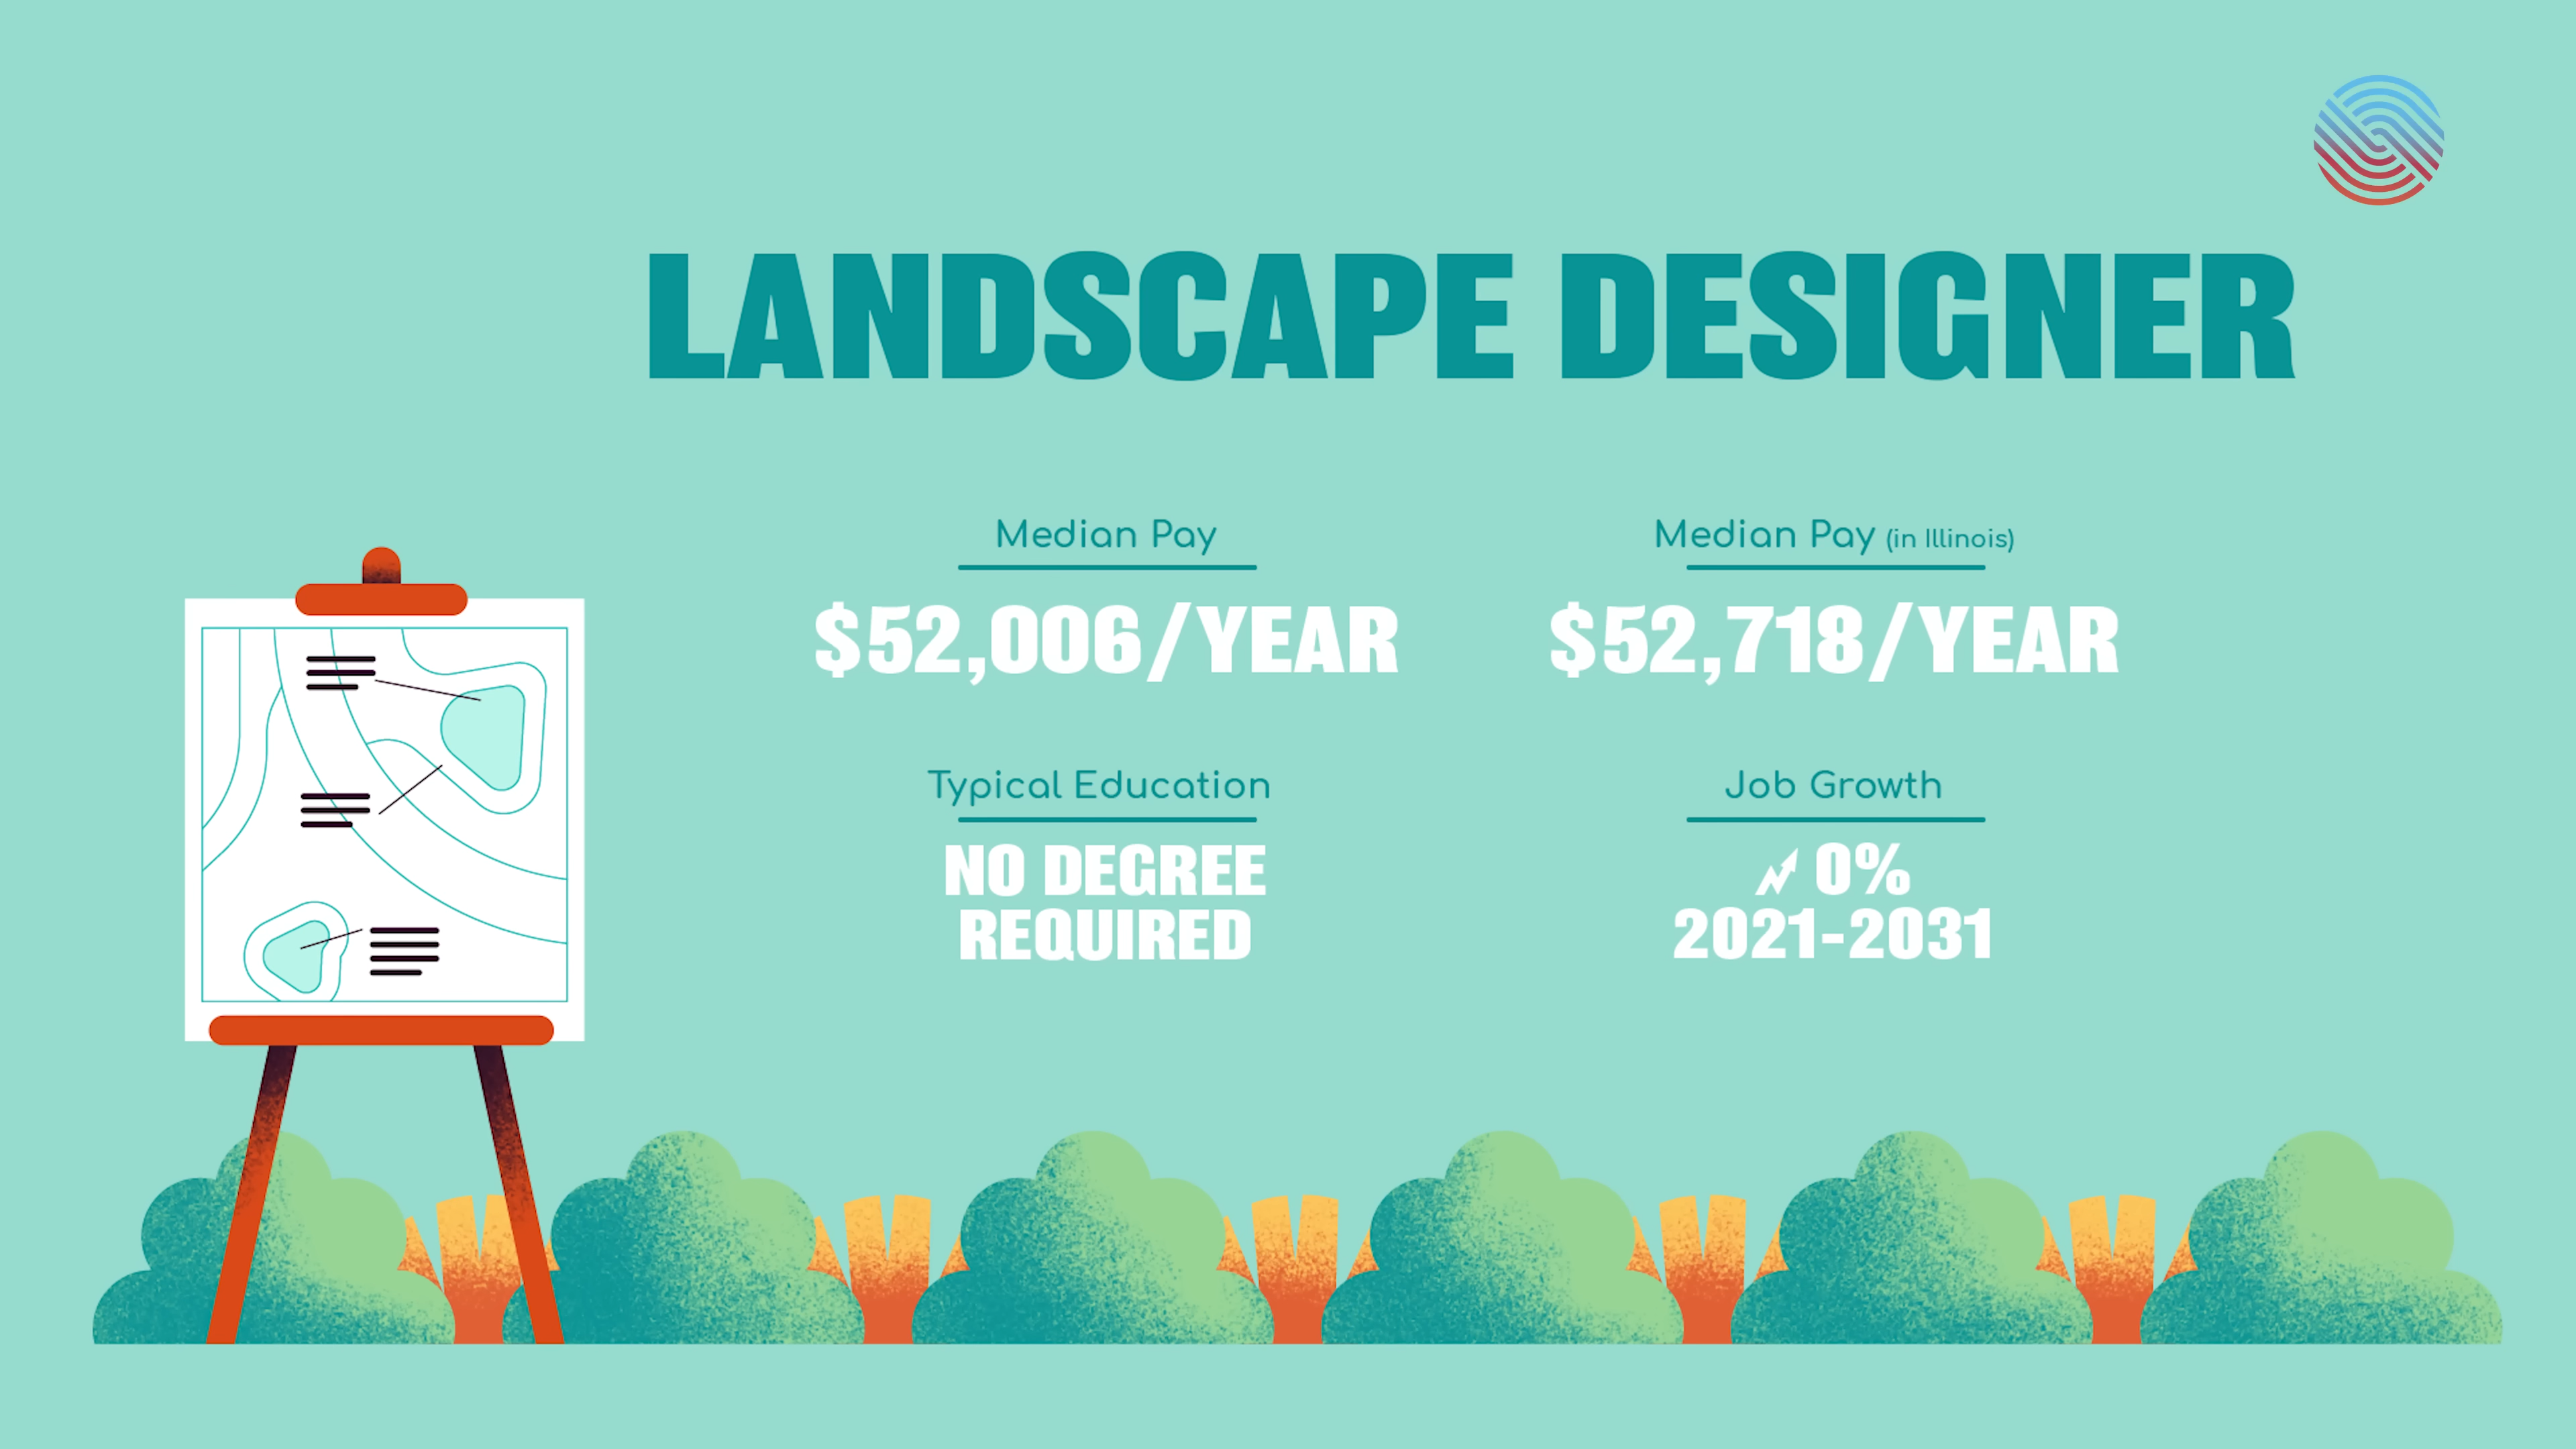 LANDSCAPE DESIGNER
Median Pay
$52,006/YEAR
Median Pay (in Illinois)
$52,718/YEAR
Typical Education
NO DEGREE
REQUIRED
Job Growth
0%
2021-2031